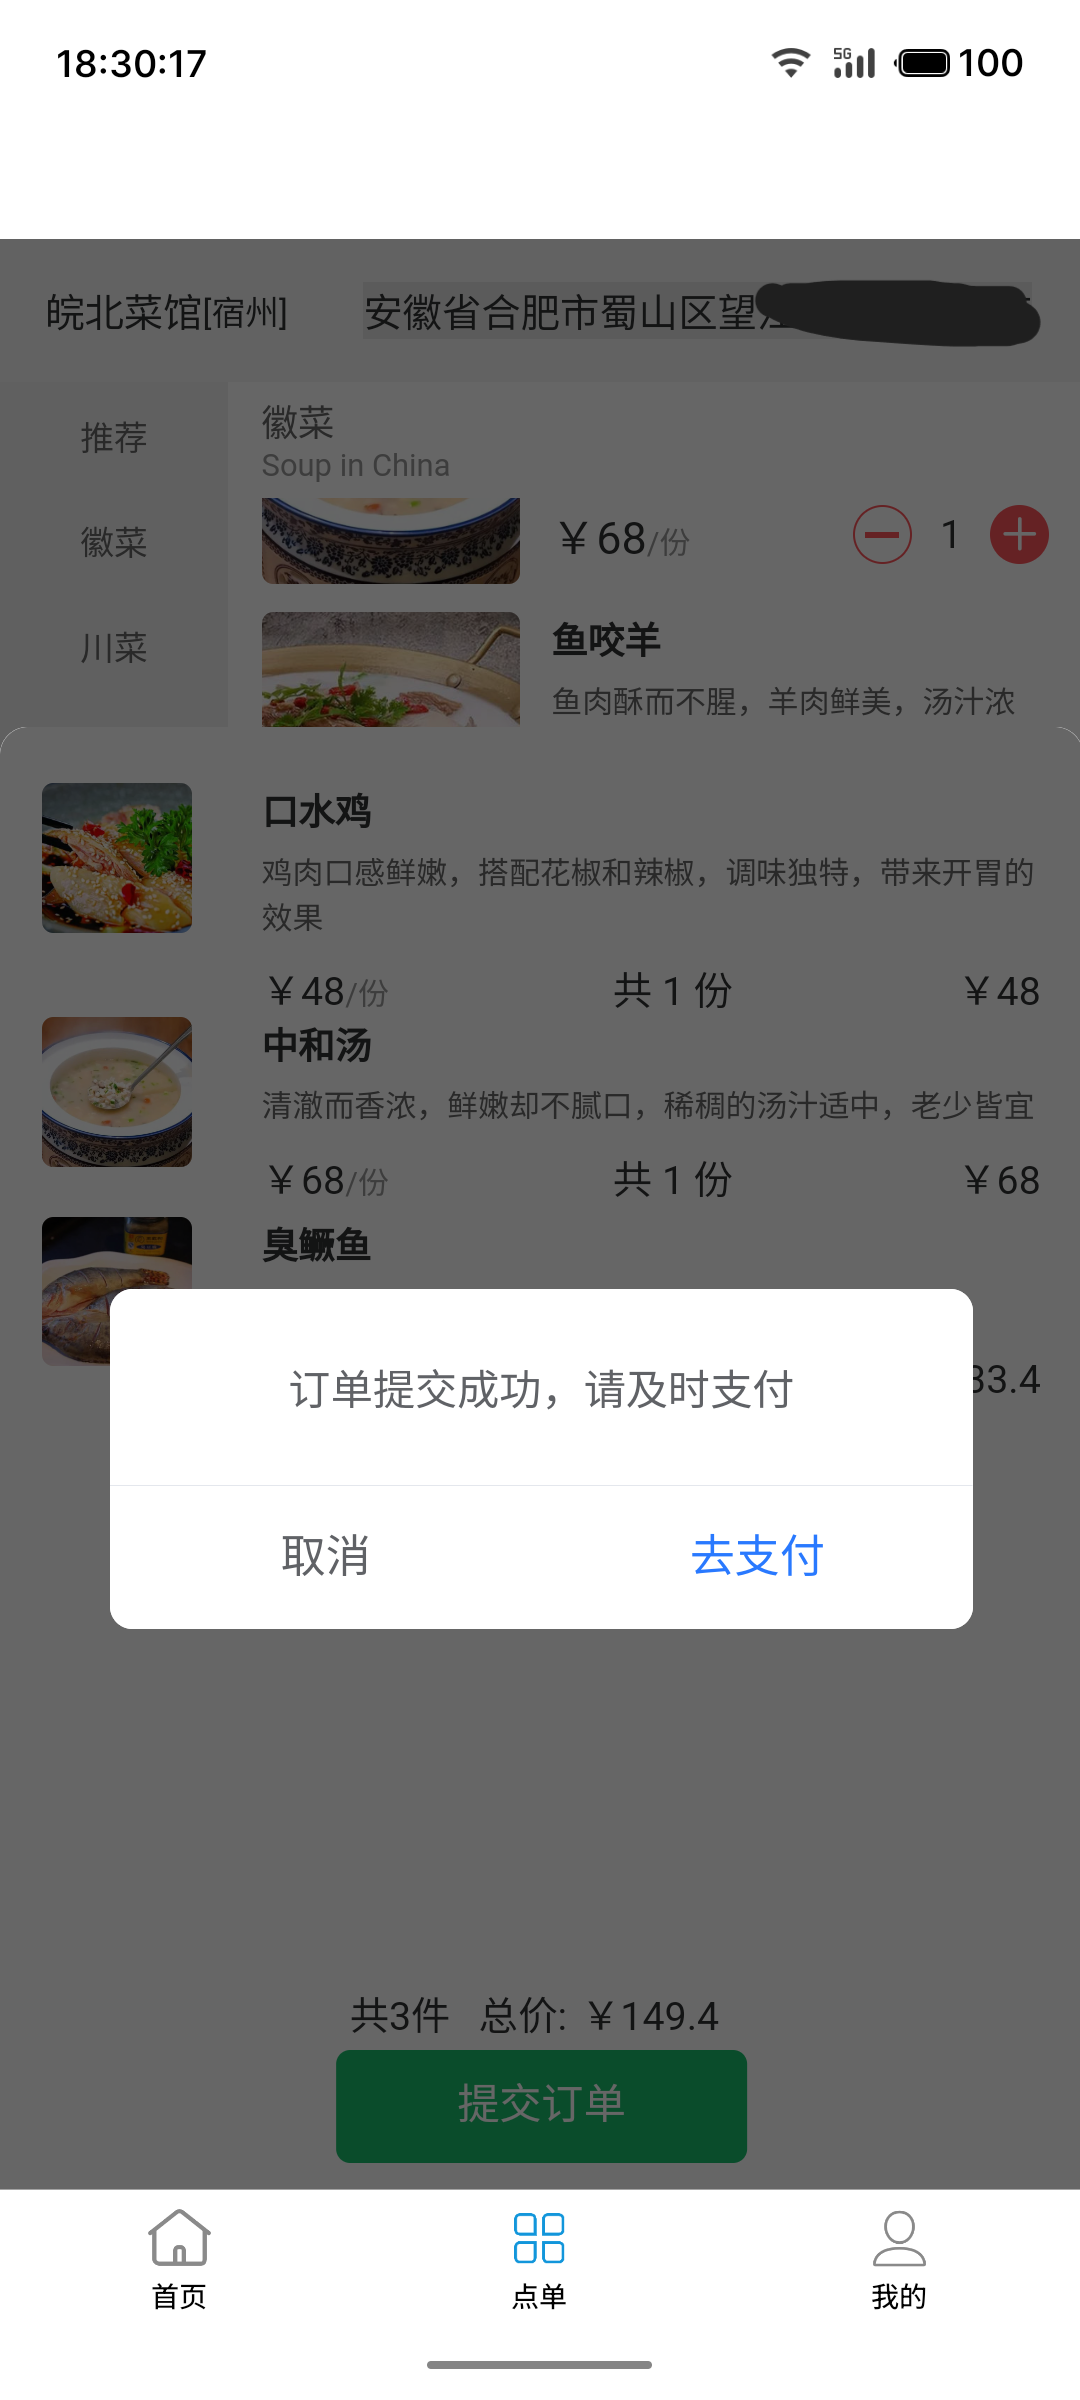 18:30:17
5G
100
皖北菜馆[宿州]
安徽省合肥市蜀山区望江
推荐
徽菜
川菜
徽菜
Soup in China
￥68/份
1
鱼咬羊
鱼肉酥而不腥，羊肉鲜美，汤汁浓
口水鸡
鸡肉口感鲜嫩，搭配花椒和辣椒，调味独特，带来开胃的
效果
￥48/份 共 1 份 ￥48
中和汤
清澈而香浓，鲜嫩却不腻口，稀稠的汤汁适中，老少皆宜
￥68/份 共 1 份 ￥68
臭鳜鱼
33.4
订单提交成功，请及时支付
取消
去支付
共3件 总价: ￥149.4
提交订单
首页
点单
我的